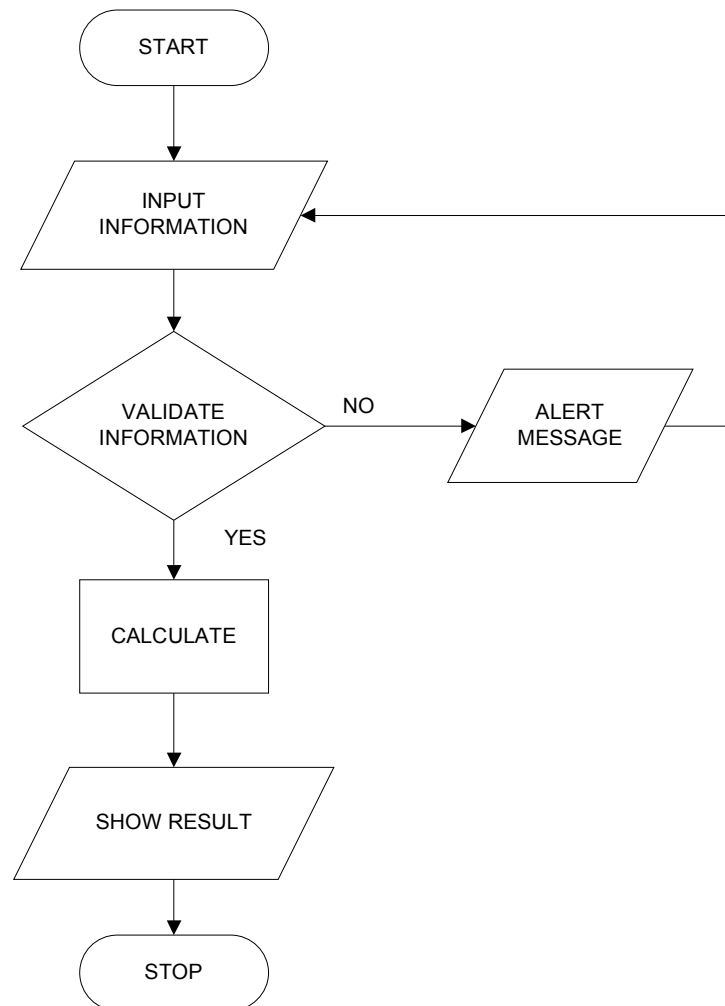 START
INPUT
INFORMATION
VALIDATE
INFORMATION
NO
ALERT
MESSAGE
YES
CALCULATE
SHOW RESULT
STOP